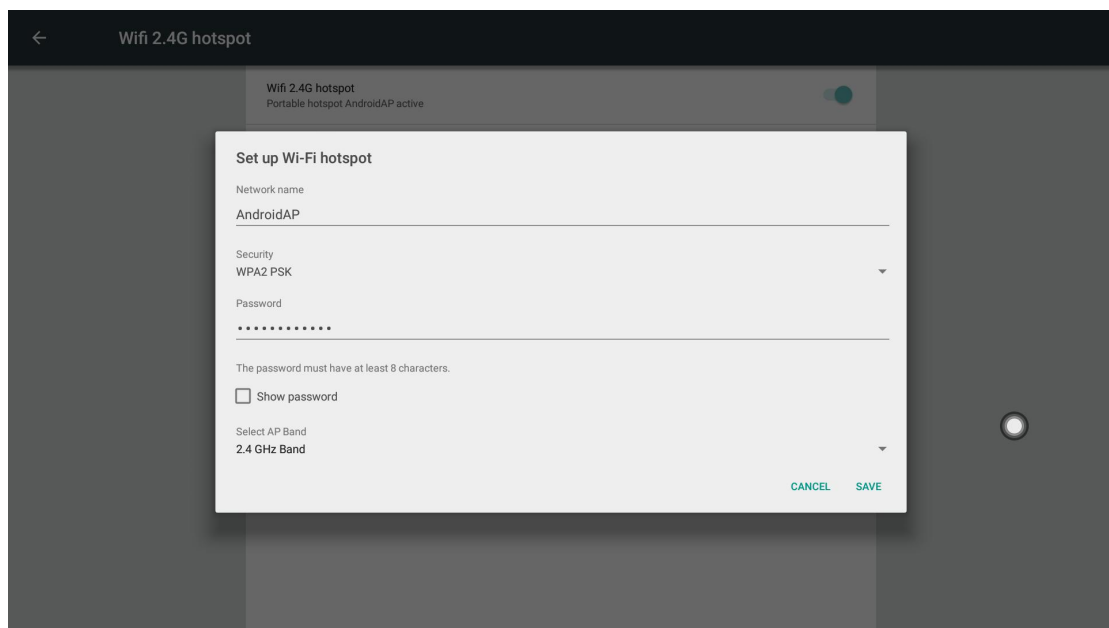 Wifi 2.4G hotspot
Wifi 2.4G hotspot
Portable hotspot AndroidAP active
Set up Wi-Fi hotspot
Network name
AndroidAP
Security
WPA2 PSK
Password
••••••••••••
The password must have at least 8 characters.
Show password
Select AP Band
2.4 GHz Band
CANCEL SAVE